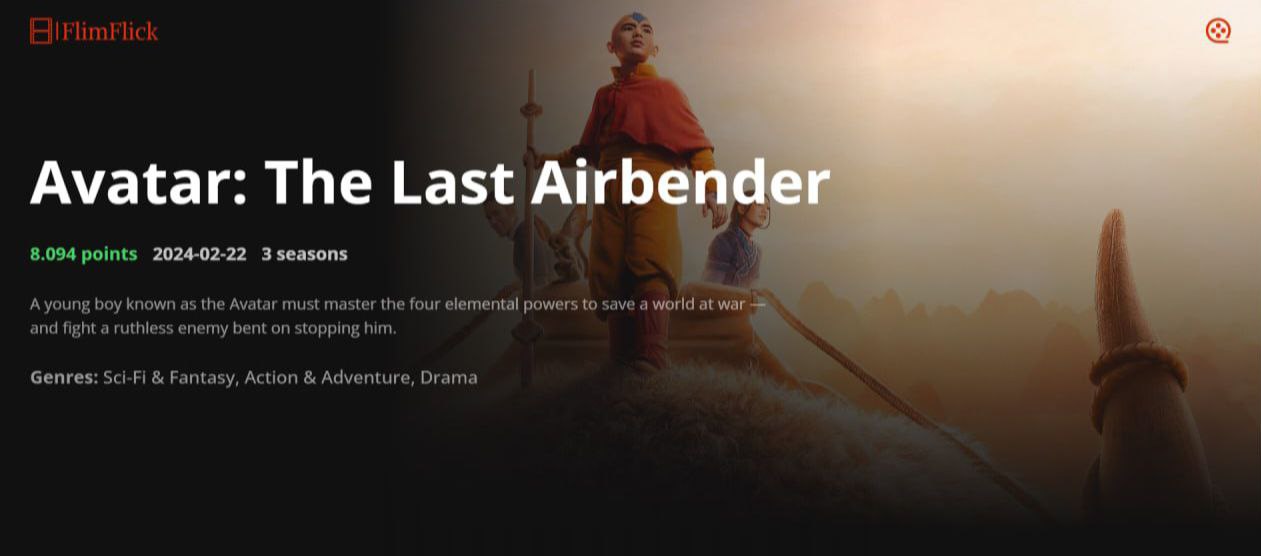 FlimFlick
Avatar: The Last Airbender
8.094 points 2024-02-22 3 seasons
A young boy known as the Avatar must master the four elemental powers to save a world at war —
and fight a ruthless enemy bent on stopping him.
Genres: Sci-Fi & Fantasy, Action & Adventure, Drama